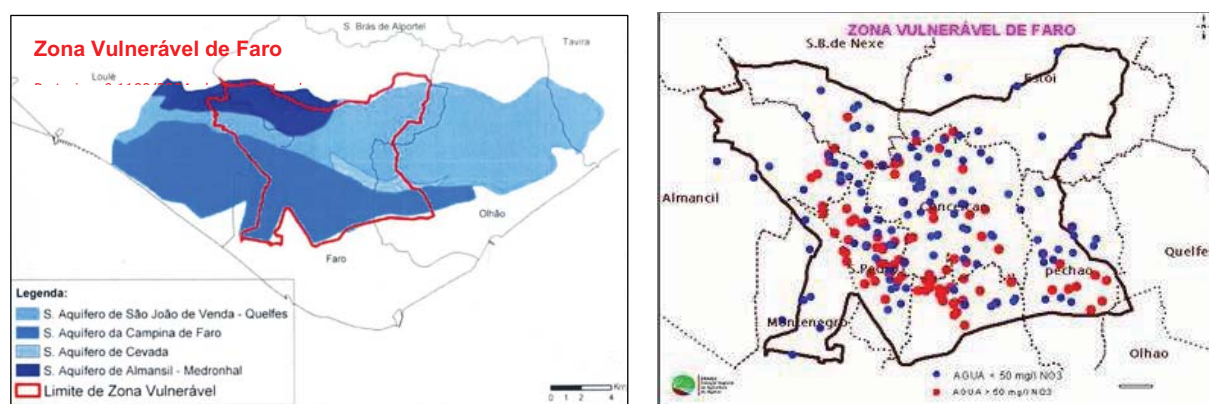 S. Brás de Alportel
Tavira
Zona Vulnerável de Faro
Loulé
Olhão
Faro
Legenda:
S. Aquífero de São João de Venda - Quelfes
S. Aquífero da Campina de Faro
S. Aquífero de Cevada
S. Aquífero de Almansil - Medronhal
Limite de Zona Vulnerável
Km
0 1 2 4
ZONA VULNERÁVEL DE FARO
N
S.B.de Nexe
Estoi
Almancil
Conceicao
Quelfes
S.Pedro
pechao
Montenegro
Olhao
AGUA < 50 mg/l NO3
AGUA > 50 mg/l NO3